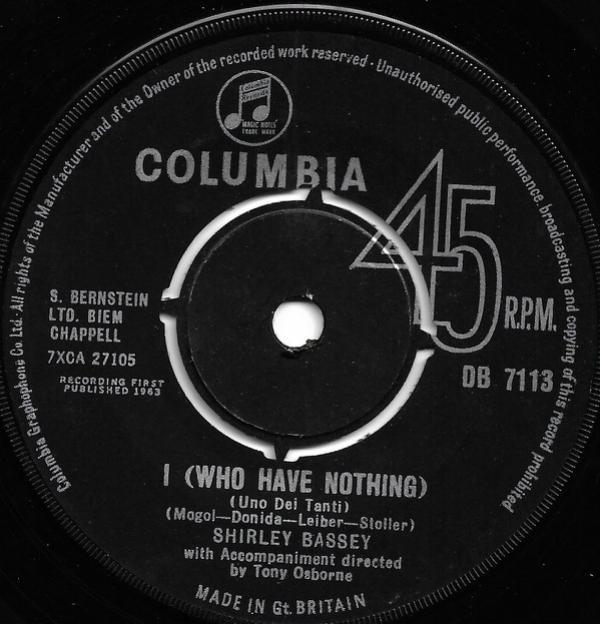 Columbia Graphophone Co. Ltd. All rights of the Manufacturer and of the Owner of the recorded work reserved · Unauthorised public performance, broadcasting and copying of this record prohibited
Columbia
Records
MAGIC NOTES
TRADE MARK
COLUMBIA
45
R.P.M.
S. BERNSTEIN
LTD. BIEM
CHAPPELL
7XCA 27105
RECORDING FIRST
PUBLISHED 1963
DB 7113
I (WHO HAVE NOTHING)
(Uno Dei Tanti)
(Mogol—Donida—Leiber—Stoller)
SHIRLEY BASSEY
with Accompaniment directed
by Tony Osborne
MADE IN Gt. BRITAIN